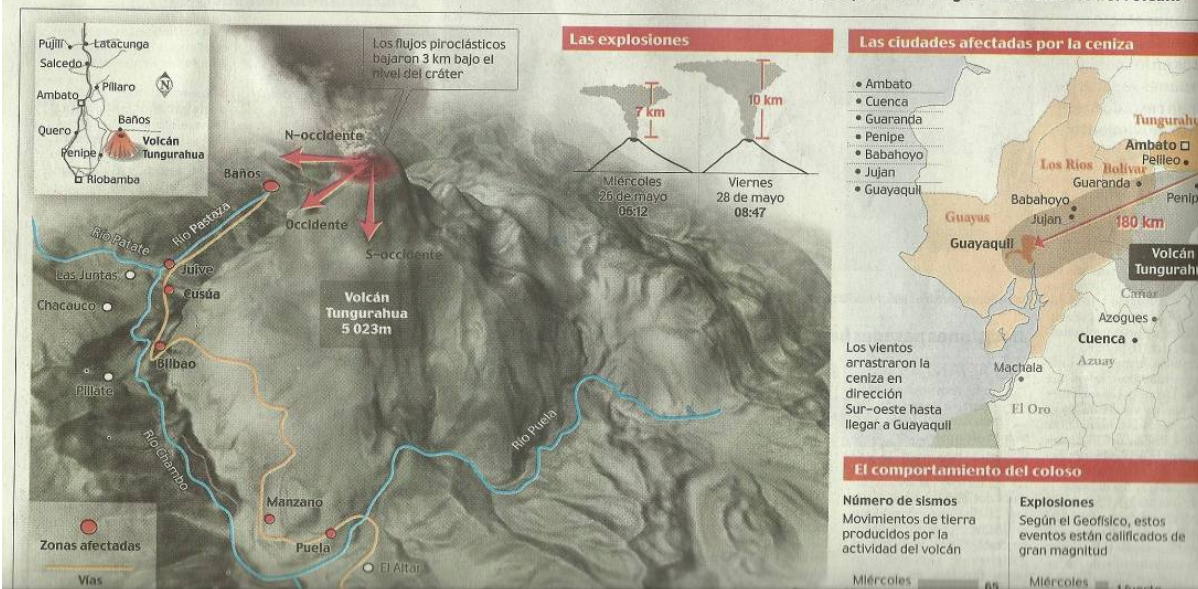 Pujilí
Latacunga
Salcedo
Píllaro
N
Ambato
Baños
Quero
Volcán
Tungurahua
Penipe
Riobamba
Los flujos piroclásticos
bajaron 3 km bajo el
nivel del cráter
N-occidente
Baños
Occidente
S-occidente
Río Pastaza
Río Patate
Las Juntas
Juive
Cusúa
Chacauco
Volcán
Tungurahua
5 023m
Bilbao
Pillate
Río Chambo
Río Puela
Manzano
Puela
El Altar
Zonas afectadas
Vías
Las explosiones
7 km
10 km
Miércoles
26 de mayo
06:12
Viernes
28 de mayo
08:47
Las ciudades afectadas por la ceniza
• Ambato
• Cuenca
• Guaranda
• Penipe
• Babahoyo
• Jujan
• Guayaquil
Tungurahu
Ambato
Pelileo
Los Ríos
Bolívar
Guaranda
Babahoyo
Penip
Jujan
Guayas
180 km
Guayaquil
Volcán
Tungurahu
Cañar
Azogues
Cuenca
Azuay
Machala
El Oro
Los vientos
arrastraron la
ceniza en
dirección
Sur-oeste hasta
llegar a Guayaquil
El comportamiento del coloso
Número de sismos
Movimientos de tierra
producidos por la
actividad del volcán
Miércoles
65
Explosiones
Según el Geofísico, estos
eventos están calificados de
gran magnitud
Miércoles